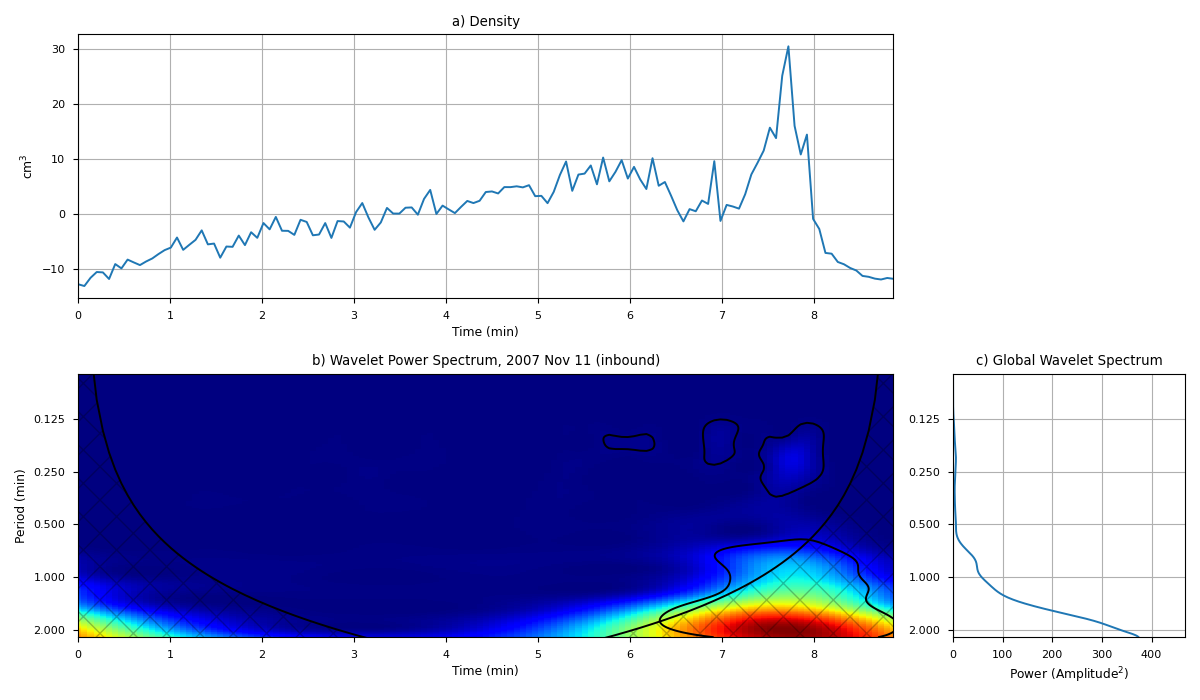 a) Density
30
20
10
0
−10
cm³
0 1 2 3 4 5 6 7 8
Time (min)
b) Wavelet Power Spectrum, 2007 Nov 11 (inbound)
0.125
0.250
0.500
1.000
2.000
Period (min)
0 1 2 3 4 5 6 7 8
Time (min)
c) Global Wavelet Spectrum
0.125
0.250
0.500
1.000
2.000
0 100 200 300 400
Power (Amplitude²)